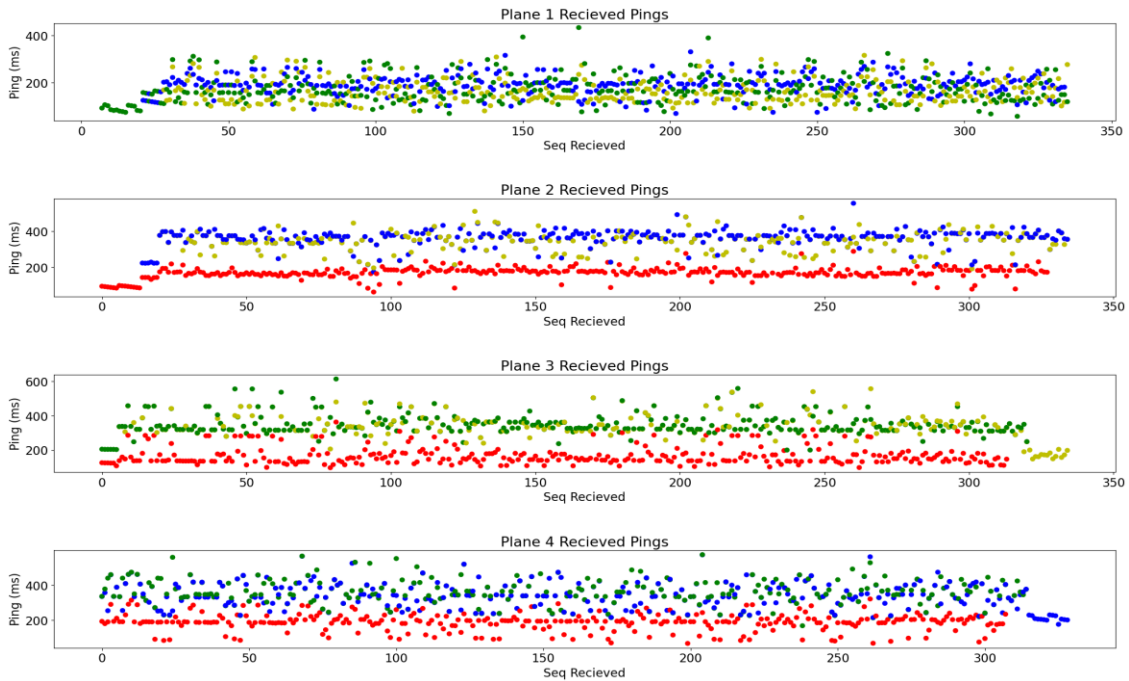 Plane 1 Recieved Pings
400
200
Ping (ms)
0 50 100 150 200 250 300 350
Seq Recieved
Plane 2 Recieved Pings
400
200
Ping (ms)
0 50 100 150 200 250 300 350
Seq Recieved
Plane 3 Recieved Pings
600
400
200
Ping (ms)
0 50 100 150 200 250 300 350
Seq Recieved
Plane 4 Recieved Pings
400
200
Ping (ms)
0 50 100 150 200 250 300
Seq Recieved